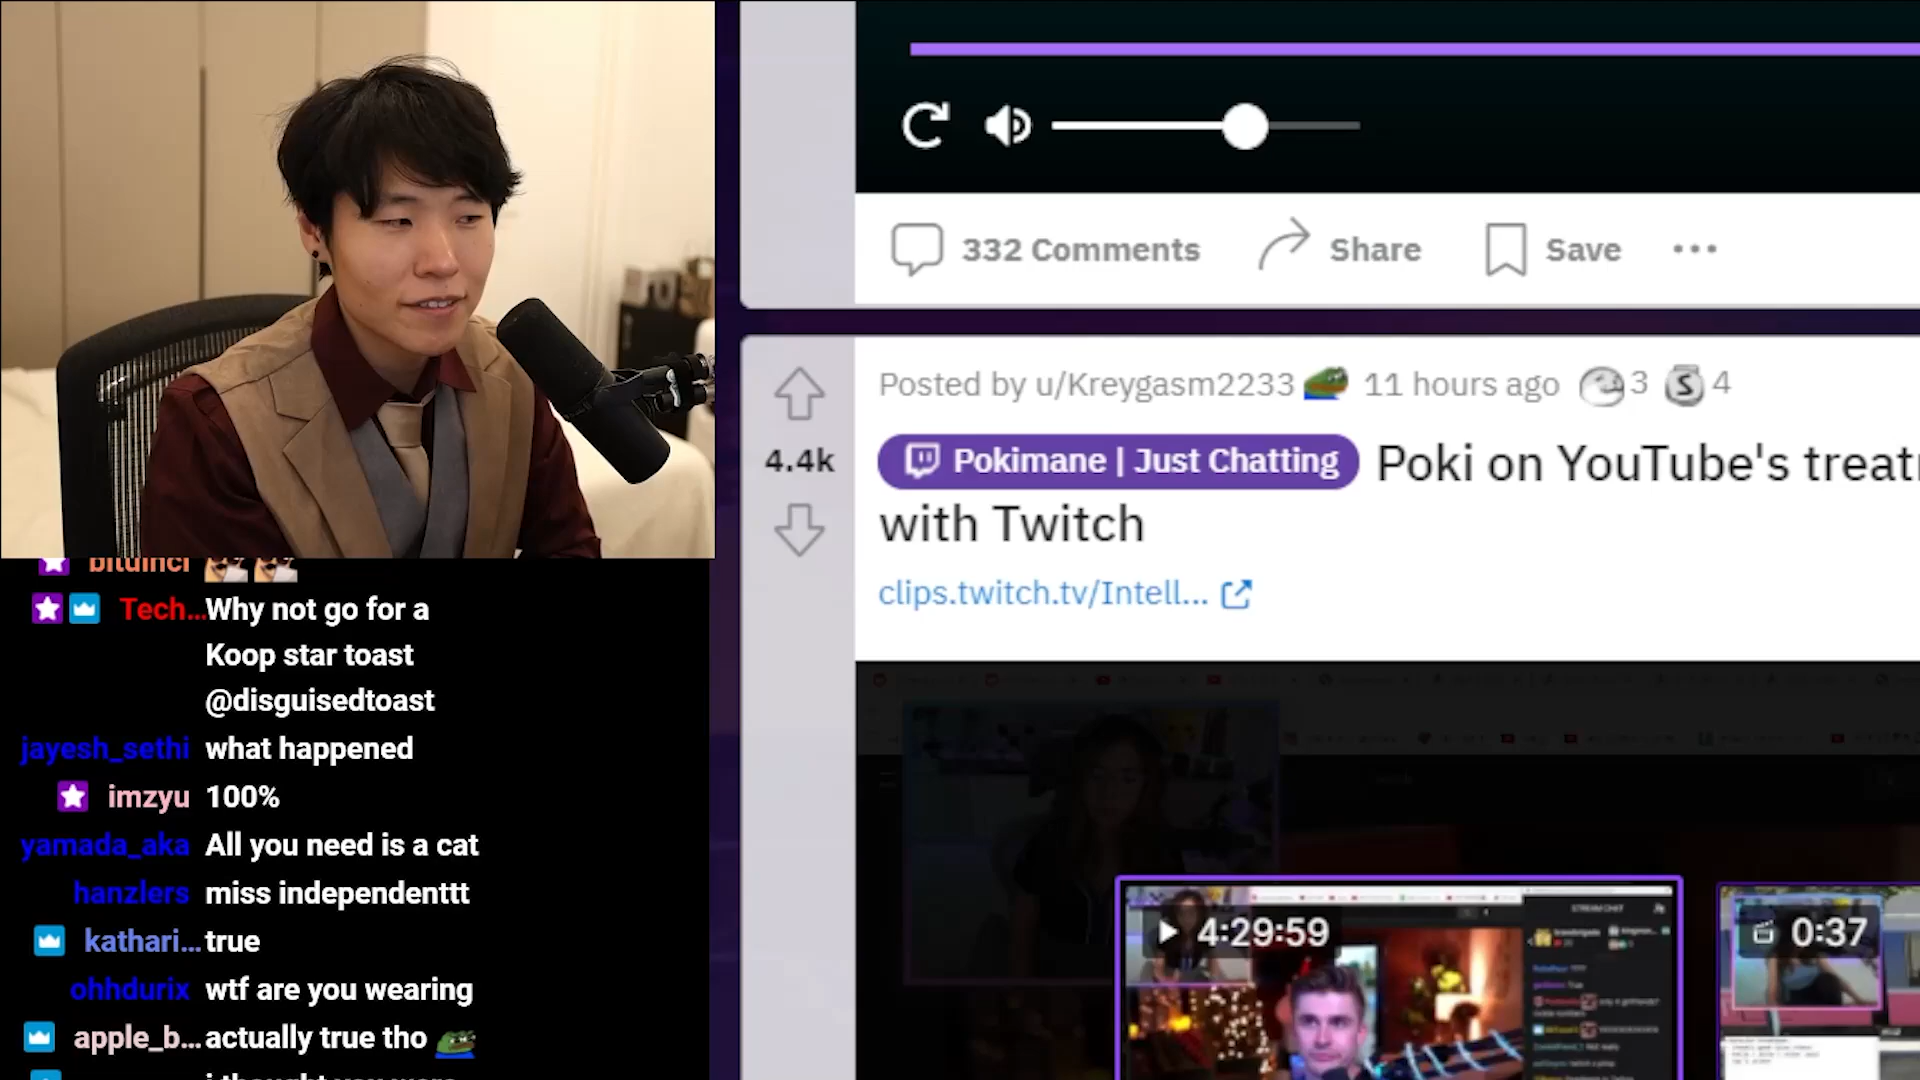 332 Comments
Share
Save
4.4k
Posted by u/Kreygasm2233
11 hours ago
3
4
Pokimane | Just Chatting
Poki on YouTube's
with Twitch
clips.twitch.tv/Intell...
4:29:59
0:37
STREAM CHAT
bituinci
Tech... Why not go for a
Koop star toast
@disguisedtoast
jayesh_sethi what happened
imzyu 100%
yamada_aka All you need is a cat
hanzlers miss independenttt
kathari... true
ohhdurix wtf are you wearing
apple_b... actually true tho